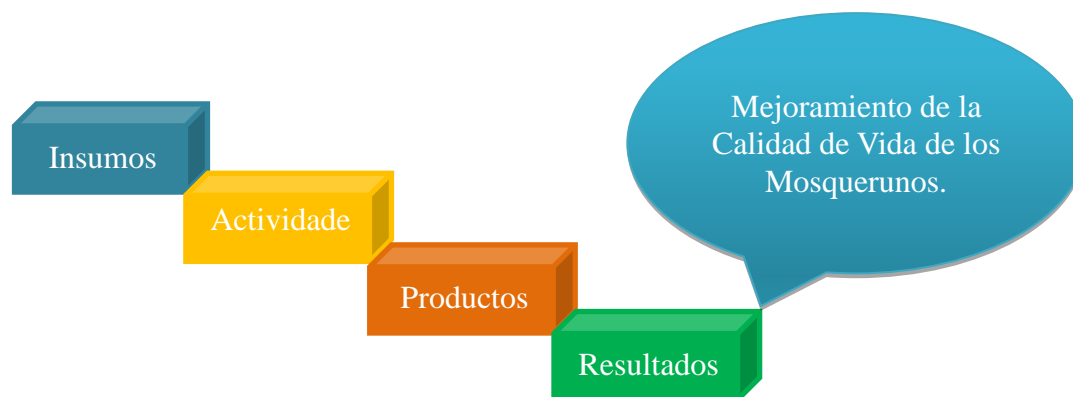 Insumos
Actividade
Productos
Resultados
Mejoramiento de la
Calidad de Vida de los
Mosquerunos.